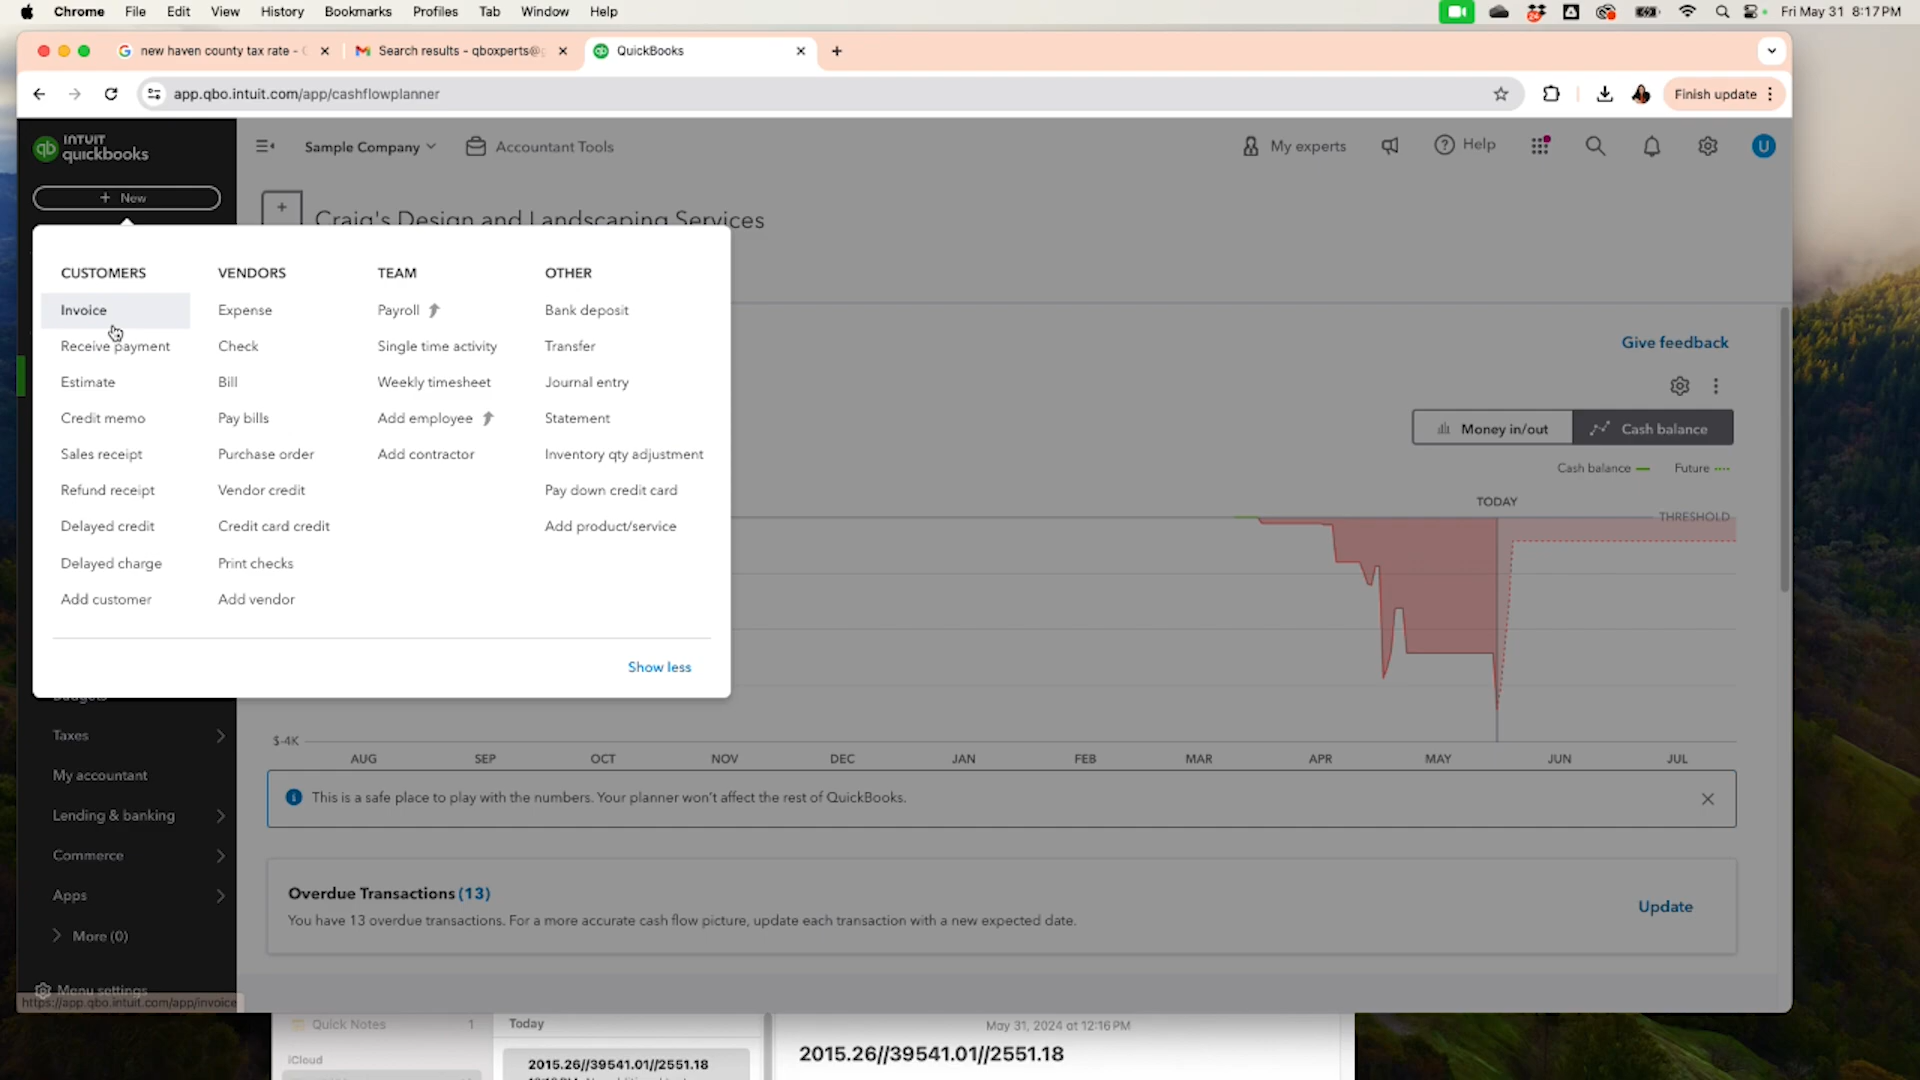 Chrome File Edit View History Bookmarks Profiles Tab Window Help Fri May 31 8:17 PM
new haven county tax rate - Search results - qboxperts@ QuickBooks
app.qbo.intuit.com/app/cashflowplanner Finish update
INTUIT quickbooks
Sample Company Accountant Tools My experts Help U
+ New
Craig's Design and Landscaping Services
CUSTOMERS VENDORS TEAM OTHER
Invoice Expense Payroll Bank deposit
Receive payment Check Single time activity Transfer
Estimate Bill Weekly timesheet Journal entry
Credit memo Pay bills Add employee Statement
Sales receipt Purchase order Add contractor Inventory qty adjustment
Refund receipt Vendor credit Pay down credit card
Delayed credit Credit card credit Add product/service
Delayed charge Print checks
Add customer Add vendor
Show less
Give feedback
Money in/out Cash balance
Cash balance Future
TODAY
THRESHOLD
$-4K
AUG SEP OCT NOV DEC JAN FEB MAR APR MAY JUN JUL
Budgets
Taxes
My accountant
Lending & banking
Commerce
Apps
More (0)
Menu settings
https://app.qbo.intuit.com/app/invoice
This is a safe place to play with the numbers. Your planner won't affect the rest of QuickBooks.
Overdue Transactions (13)
You have 13 overdue transactions. For a more accurate cash flow picture, update each transaction with a new expected date.
Update
Quick Notes 1 Today May 31, 2024 at 12:16 PM
iCloud
2015.26//39541.01//2551.18
2015.26//39541.01//2551.18